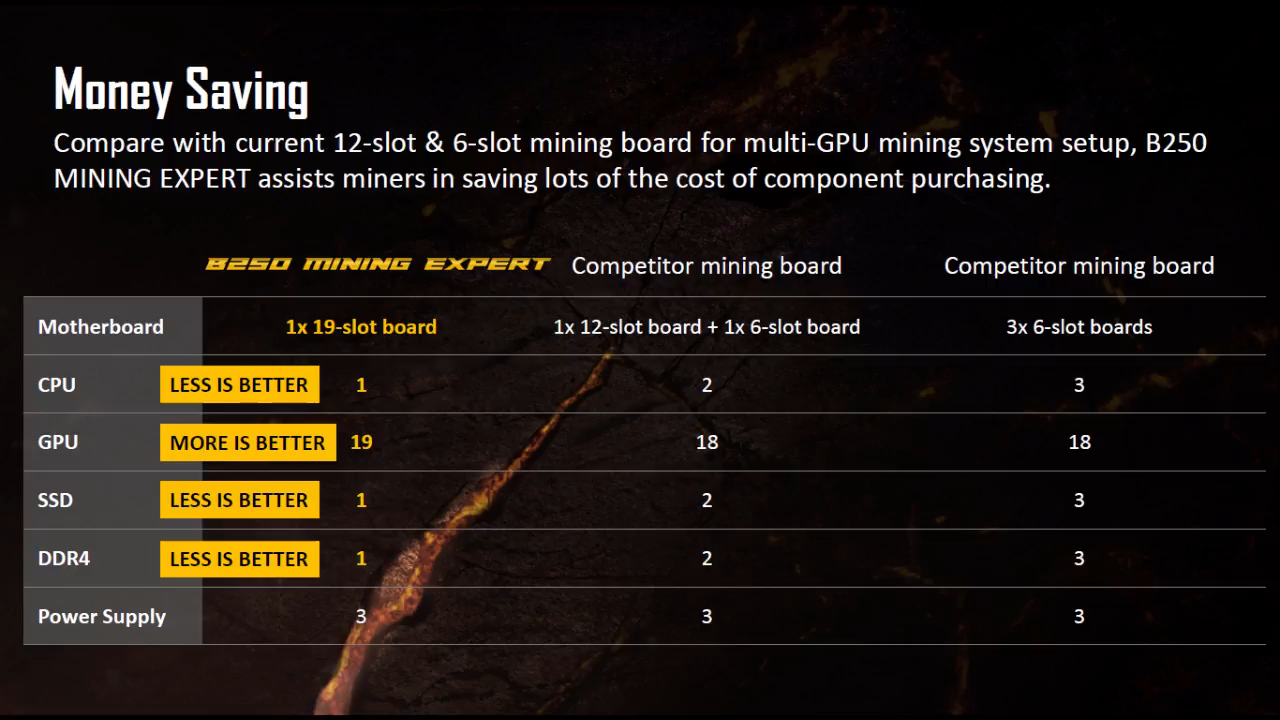 Money Saving
Compare with current 12-slot & 6-slot mining board for multi-GPU mining system setup, B250
MINING EXPERT assists miners in saving lots of the cost of component purchasing.
B250 MINING EXPERT Competitor mining board Competitor mining board
Motherboard 1x 19-slot board 1x 12-slot board + 1x 6-slot board 3x 6-slot boards
CPU LESS IS BETTER 1 2 3
GPU MORE IS BETTER 19 18 18
SSD LESS IS BETTER 1 2 3
DDR4 LESS IS BETTER 1 2 3
Power Supply 3 3 3